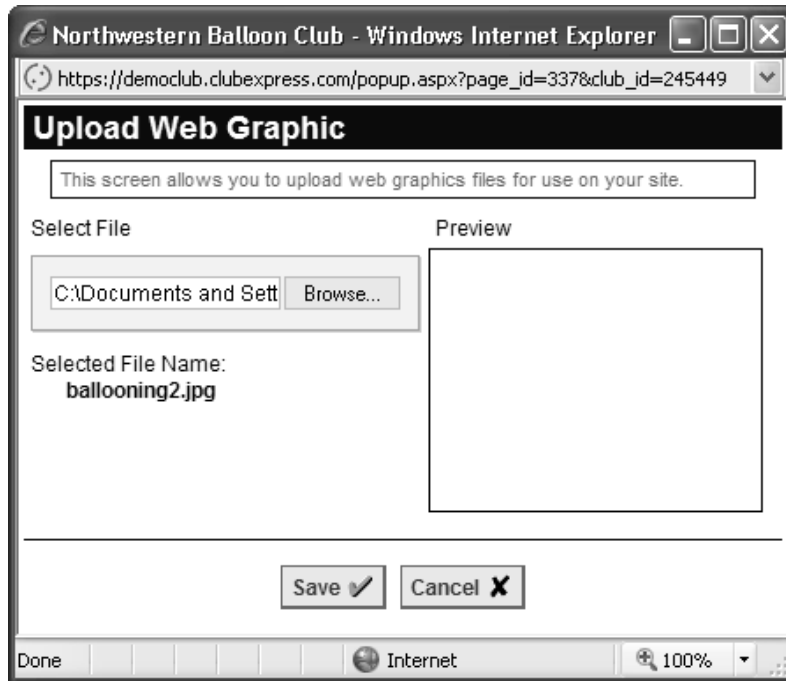 Northwestern Balloon Club - Windows Internet Explorer
https://democlub.clubexpress.com/popup.aspx?page_id=337&club_id=245449
Upload Web Graphic
This screen allows you to upload web graphics files for use on your site.
Select File
Preview
C:\Documents and Sett
Browse...
Selected File Name:
ballooning2.jpg
Save
Cancel
Done
Internet
100%